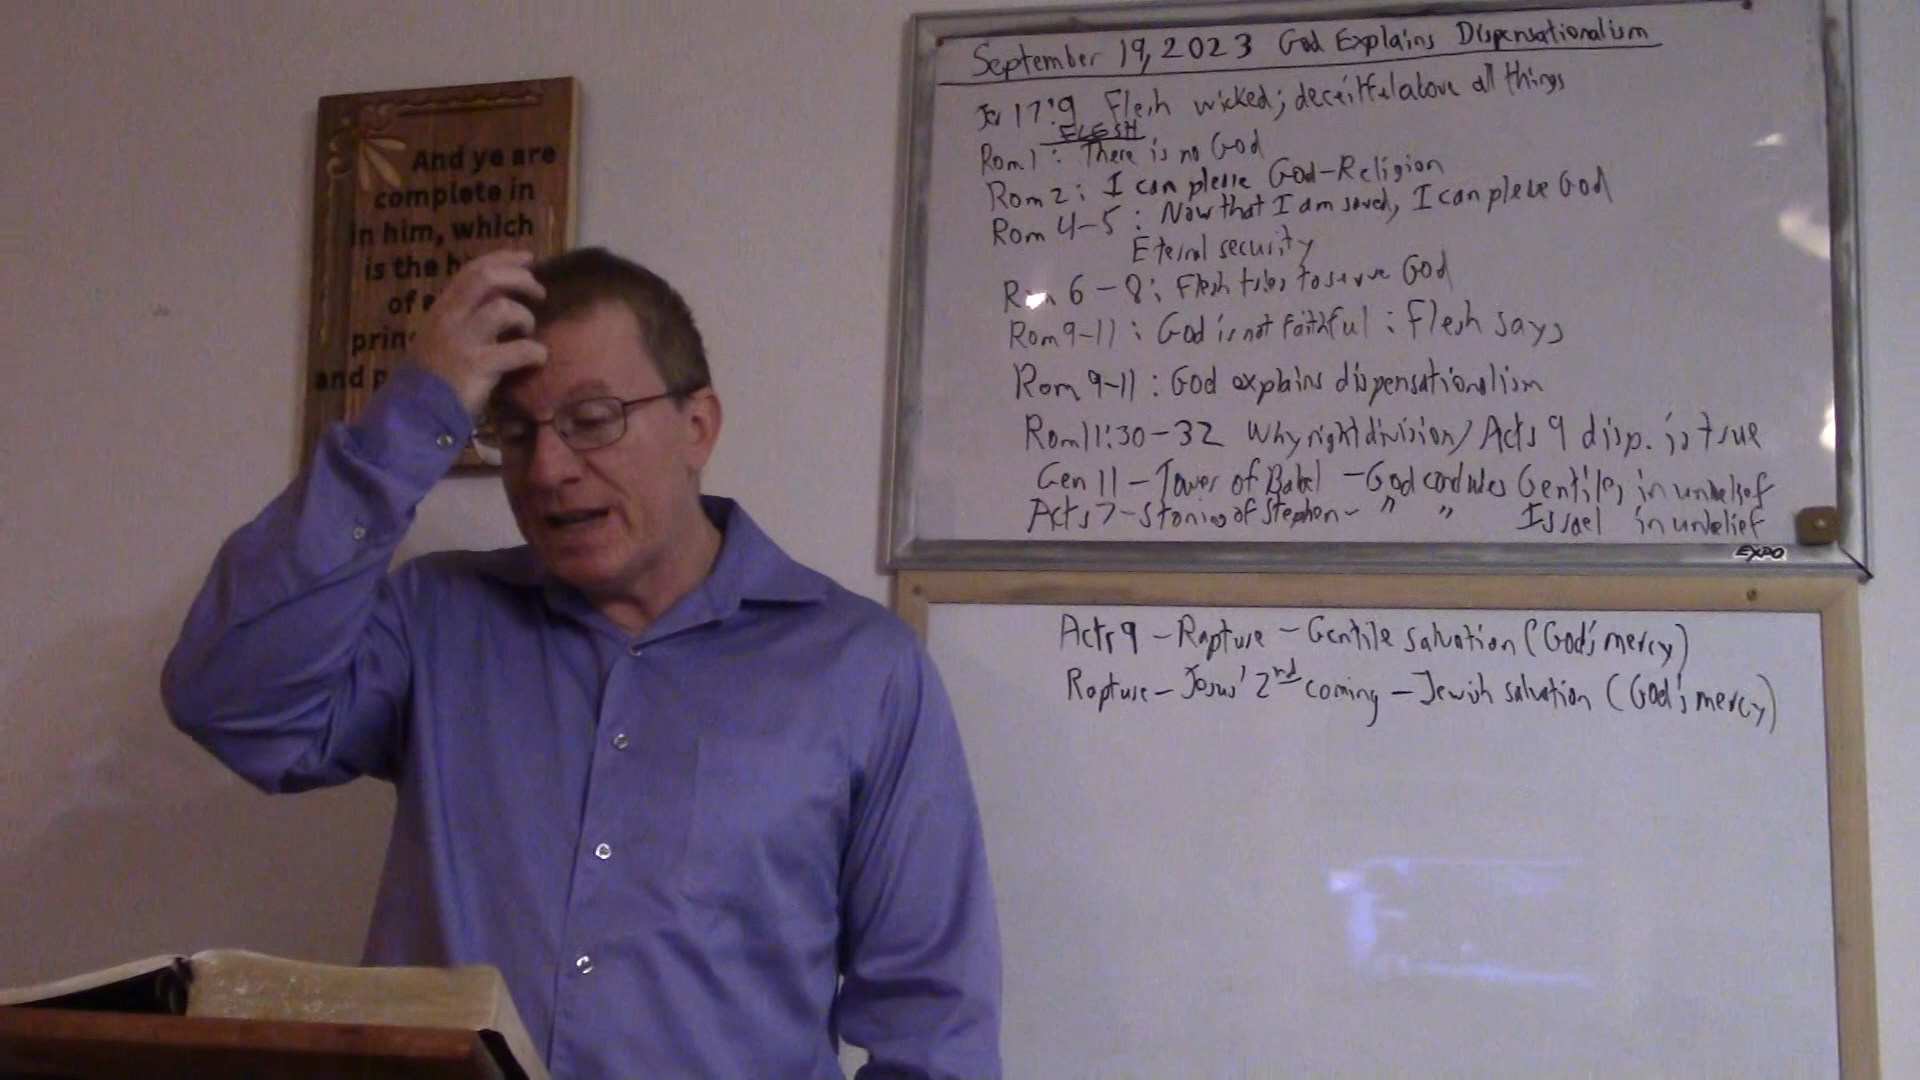 And ye are
complete in
in him, which
is the h
of a
prin
and p
September 19, 2023 God Explains Dispensationalism
Jer 17:9 Flesh wicked; deceitful above all things
FLESH
Rom 1: There is no God
Rom 2: I can please God-Religion
Rom 4-5: Now that I am saved, I can please God
Eternal security
Rom 6-8: Flesh tries to serve God
Rom 9-11: God is not faithful: Flesh says
Rom 9-11: God explains dispensationalism
Rom 11:30-32 Why right division/Acts 9 disp. is true
Gen 11 - Tower of Babel - God concludes Gentiles in unbelief
Acts 7 - Stoning of Stephen - " " Israel in unbelief
EXPO
Acts 9 - Rapture - Gentile salvation (God's mercy)
Rapture - Jesus' 2nd coming - Jewish salvation (God's mercy)